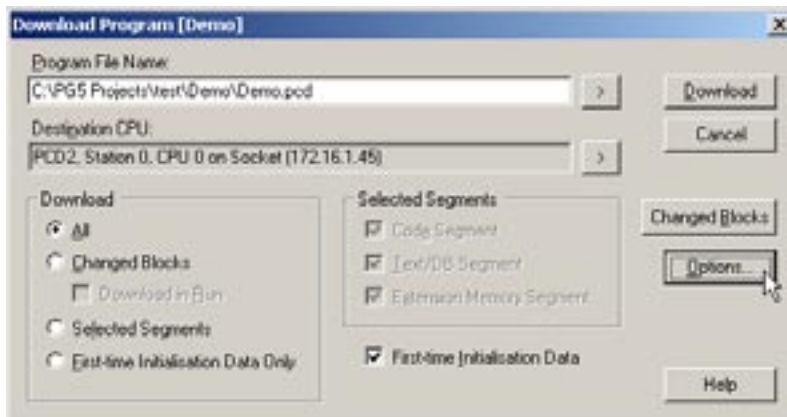 Download Program [Demo]
Program File Name:
C:\PG5 Projects\test\Demo\Demo.pcd
>
Download
Cancel
Destination CPU:
PCD2, Station 0, CPU 0 on Socket (172.16.1.45)
>
Download
All
Changed Blocks
Download in Run
Selected Segments
First-time Initialisation Data Only
Selected Segments
Code Segment
Text/DB Segment
Extension Memory Segment
First-time Initialisation Data
Changed Blocks
Options...
Help